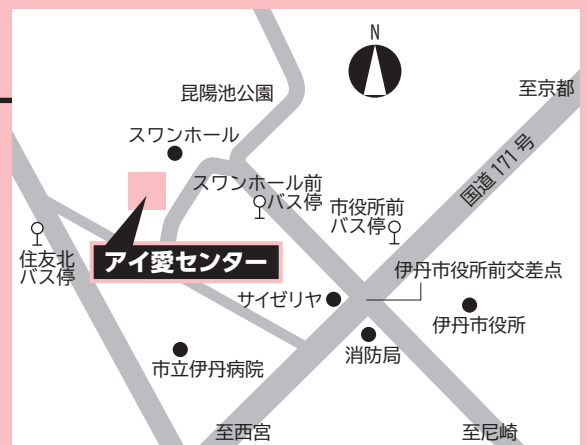 N
昆陽池公園
至京都
スワンホール
国道171号
スワンホール前
バス停
市役所前
バス停
住友北
バス停
アイ愛センター
伊丹市役所前交差点
サイゼリヤ
伊丹市役所
消防局
市立伊丹病院
至西宮
至尼崎